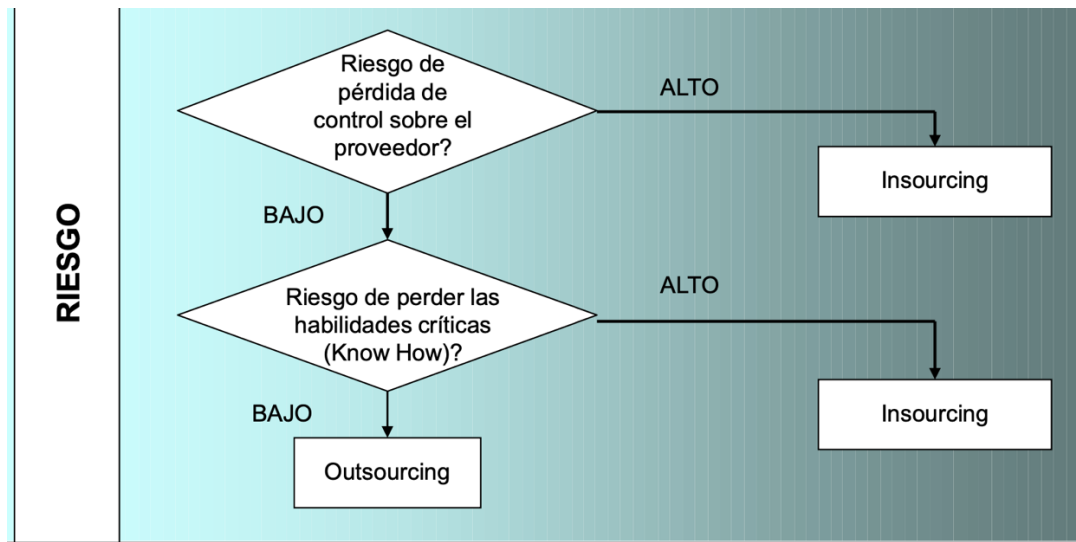 RIESGO
Riesgo de
pérdida de
control sobre el
proveedor?
ALTO
Insourcing
BAJO
Riesgo de perder las
habilidades críticas
(Know How)?
ALTO
Insourcing
BAJO
Outsourcing